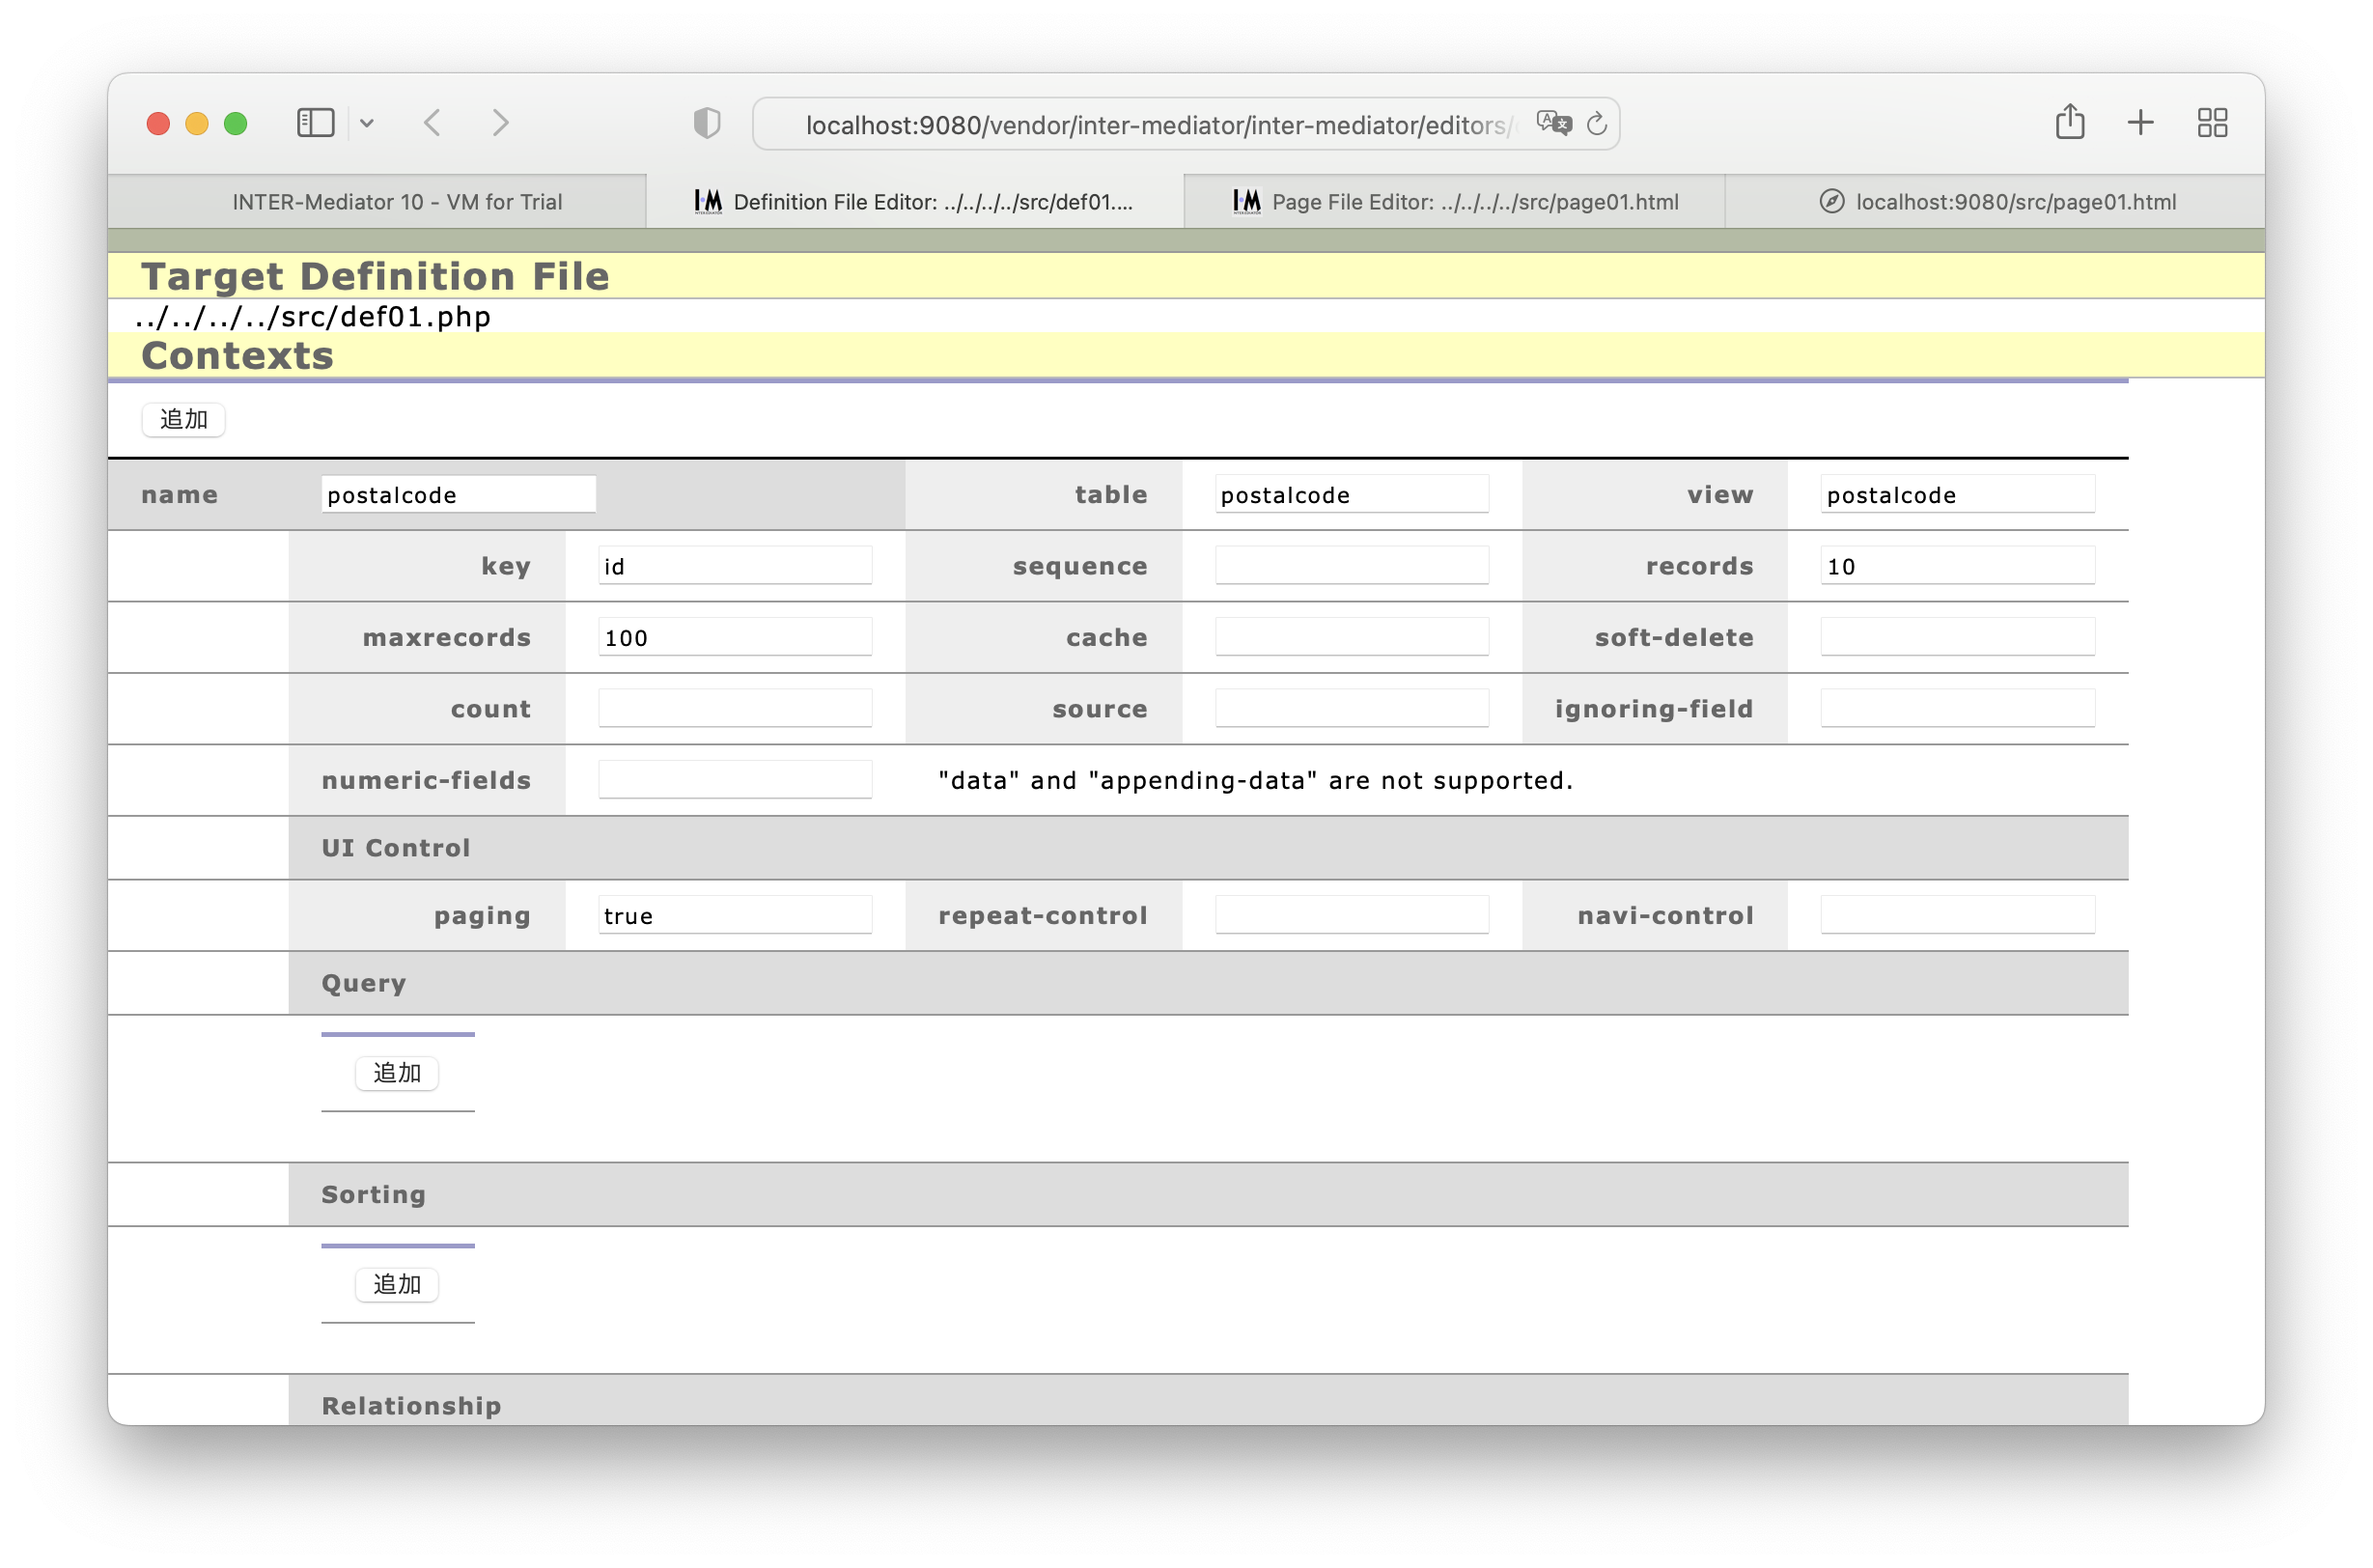 localhost:9080/vendor/inter-mediator/inter-mediator/editors/
INTER-Mediator 10 - VM for Trial
Definition File Editor: ../../../../src/def01....
Page File Editor: ../../../../src/page01.html
localhost:9080/src/page01.html
Target Definition File
../../../../src/def01.php
Contexts
追加
name postalcode table postalcode view postalcode
key id sequence records 10
maxrecords 100 cache soft-delete
count source ignoring-field
numeric-fields "data" and "appending-data" are not supported.
UI Control
paging true repeat-control navi-control
Query
追加
Sorting
追加
Relationship